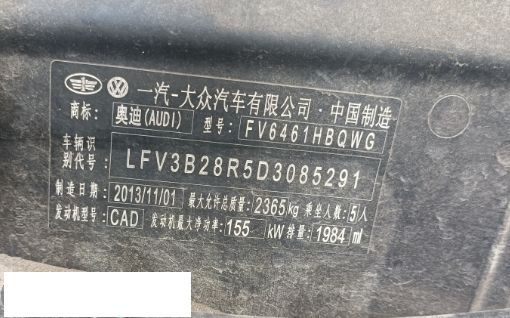 一汽-大众汽车有限公司 中国制造
商标: 奥迪(AUDI) 型号: FV6461HBQWG
车辆识别代号: LFV3B28R5D3085291
制造日期: 2013/11/01 最大允许总质量: 2365kg 乘坐人数: 5人
发动机型号: CAD 发动机最大净功率: 155 kW 排量: 1984 ml